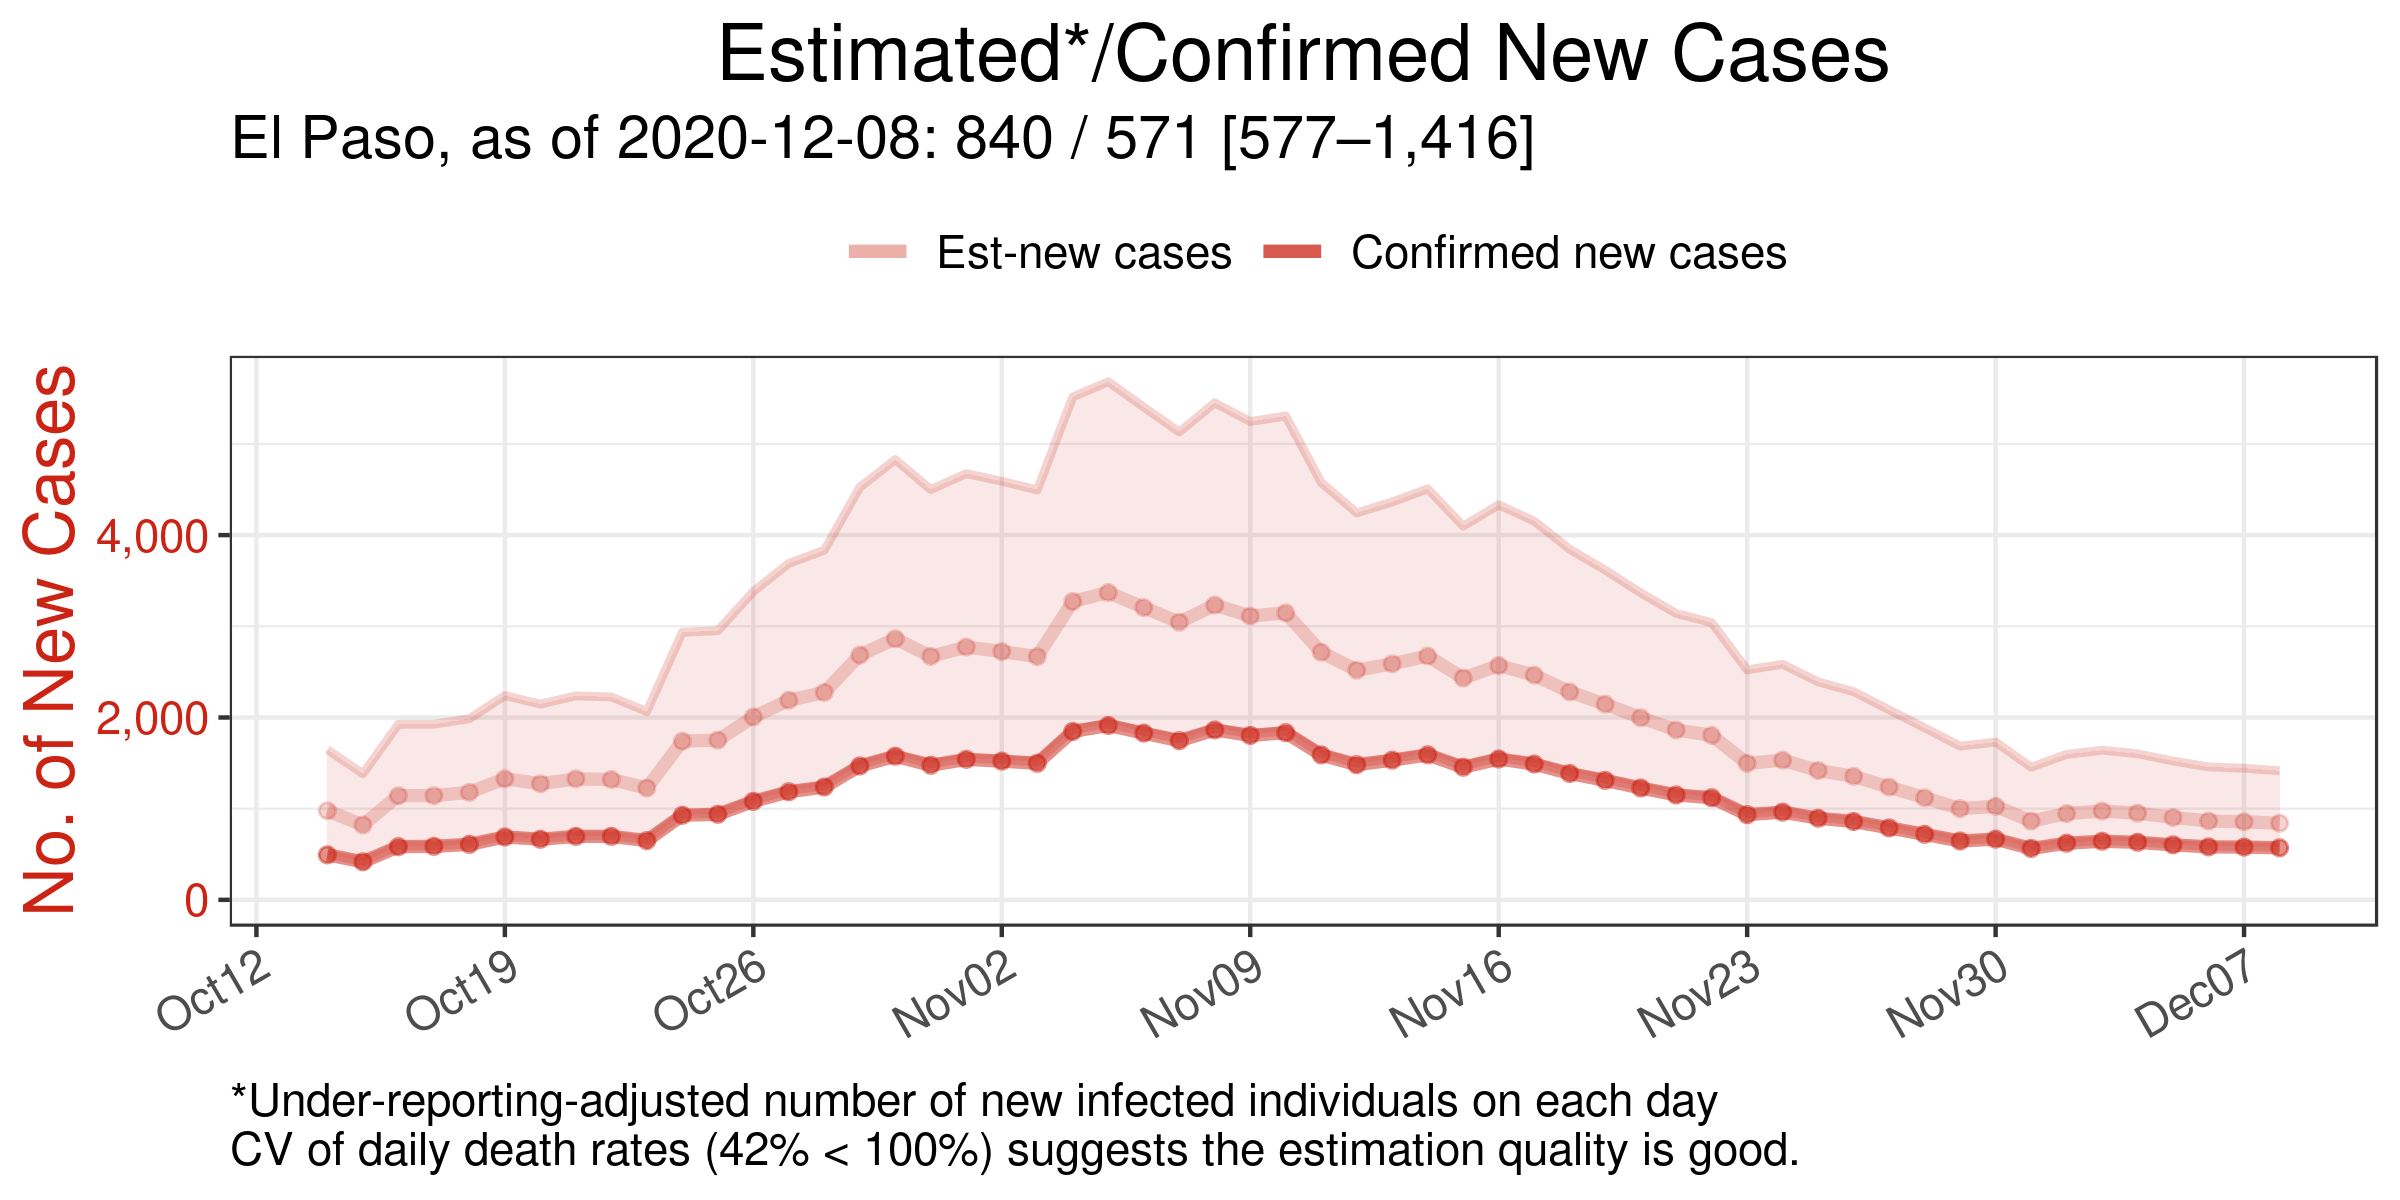 Estimated*/Confirmed New Cases
El Paso, as of 2020-12-08: 840 / 571 [577–1,416]
Est-new cases
Confirmed new cases
No. of New Cases
4,000
2,000
0
Oct12
Oct19
Oct26
Nov02
Nov09
Nov16
Nov23
Nov30
Dec07
*Under-reporting-adjusted number of new infected individuals on each day
CV of daily death rates (42% < 100%) suggests the estimation quality is good.